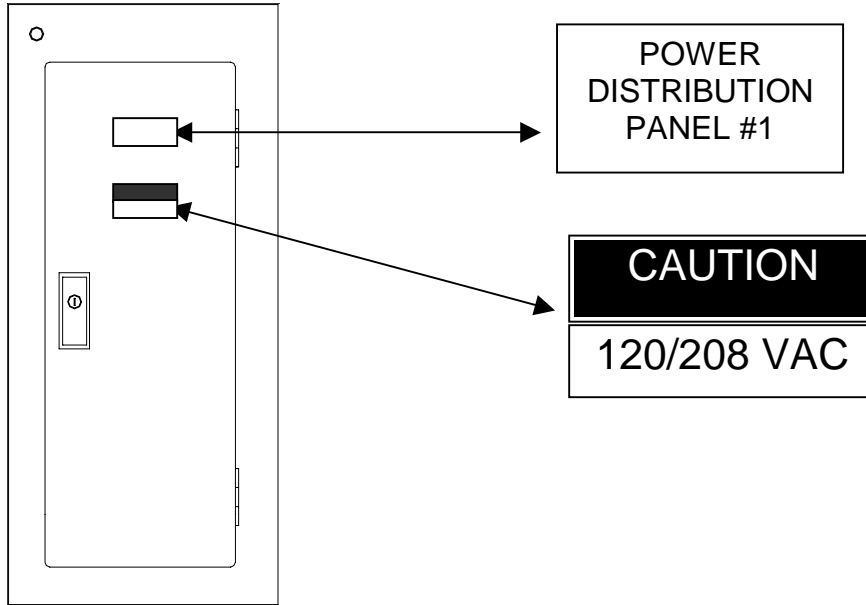 POWER
DISTRIBUTION
PANEL #1
CAUTION
120/208 VAC